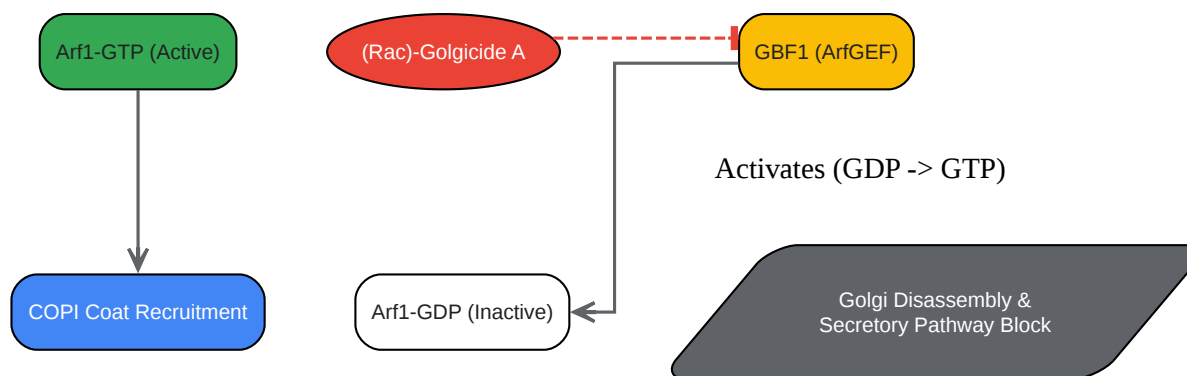 Arf1-GTP (Active)
(Rac)-Golgicide A
GBF1 (ArfGEF)
Activates (GDP -> GTP)
COPI Coat Recruitment
Arf1-GDP (Inactive)
Golgi Disassembly &
Secretory Pathway Block